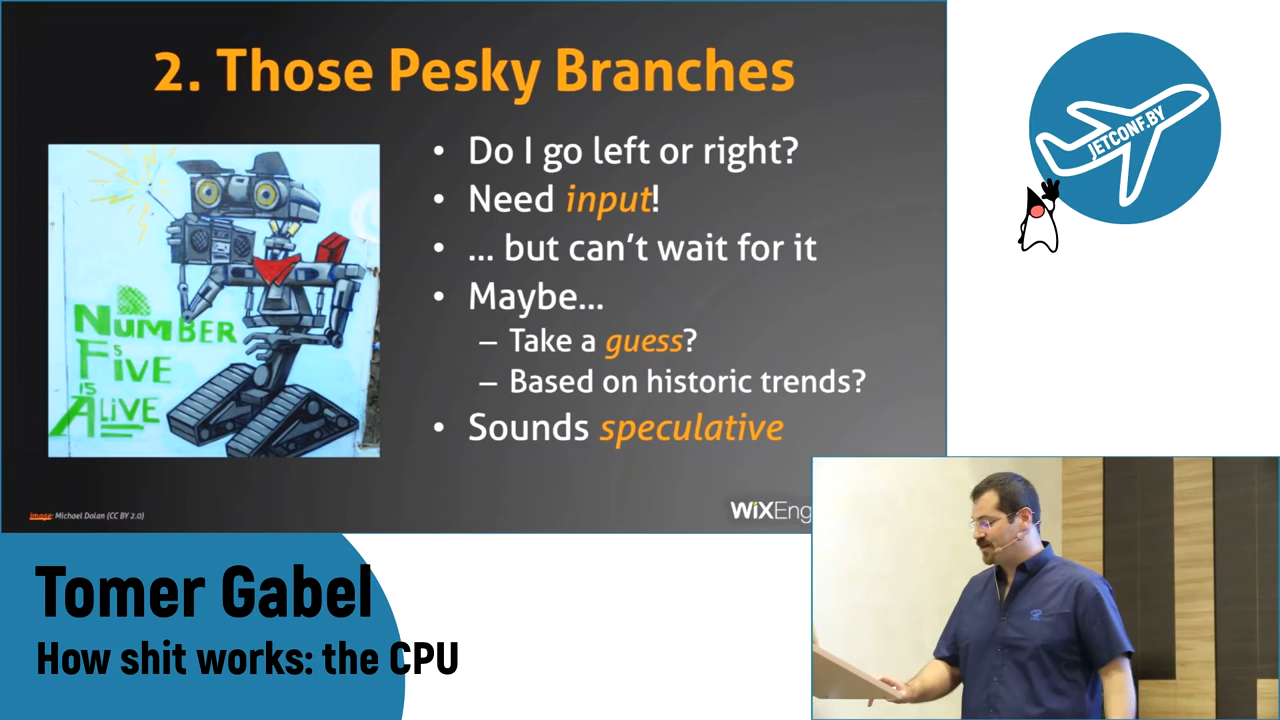 2. Those Pesky Branches
• Do I go left or right?
• Need input!
• ... but can't wait for it
• Maybe...
– Take a guess?
– Based on historic trends?
• Sounds speculative
NUMBER
5
FIVE
IS
ALIVE
Image: Michael Dolan (CC BY 2.0)
WiXEng
JETCONF.BY
Tomer Gabel
How shit works: the CPU